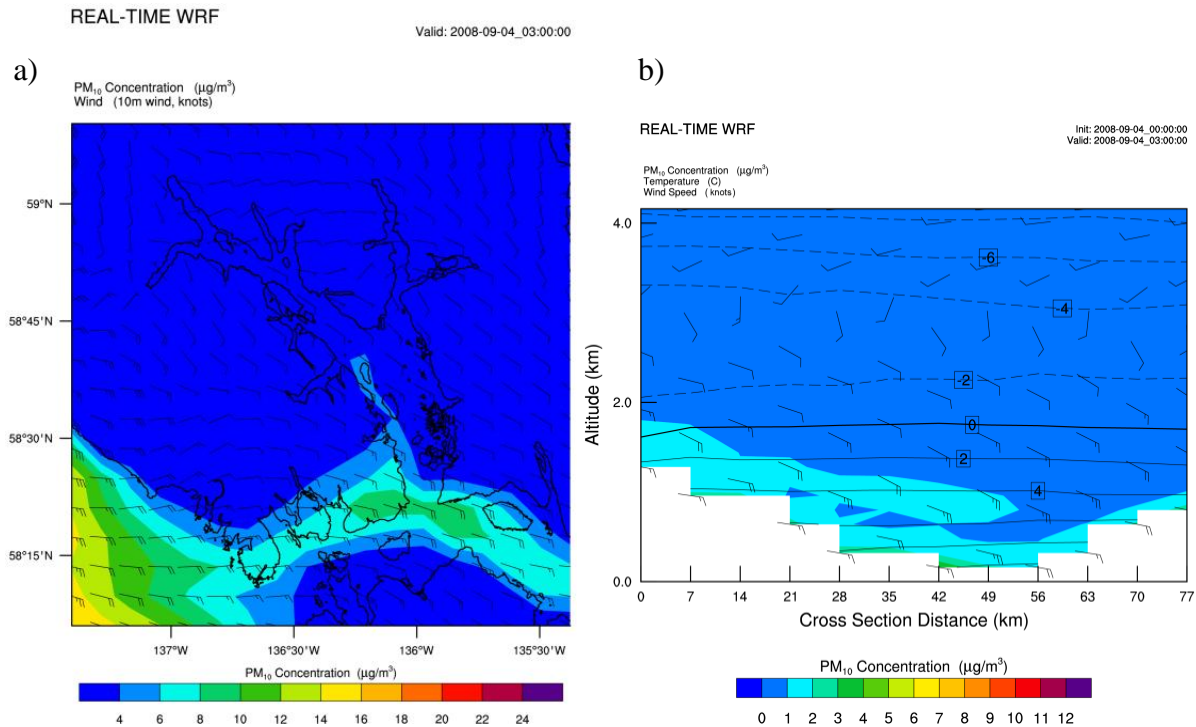 REAL-TIME WRF
Valid: 2008-09-04_03:00:00
a)
PM₁₀ Concentration (µg/m³)
Wind (10m wind, knots)
59°N
58°45'N
58°30'N
58°15'N
137°W 136°30'W 136°W 135°30'W
PM₁₀ Concentration (µg/m³)
4 6 8 10 12 14 16 18 20 22 24
b)
REAL-TIME WRF
Init: 2008-09-04_00:00:00
Valid: 2008-09-04_03:00:00
PM₁₀ Concentration (µg/m³)
Temperature (C)
Wind Speed (knots)
Altitude (km)
4.0
2.0
0.0
-6
-4
-2
0
2
4
0 7 14 21 28 35 42 49 56 63 70 77
Cross Section Distance (km)
PM₁₀ Concentration (µg/m³)
0 1 2 3 4 5 6 7 8 9 10 11 12